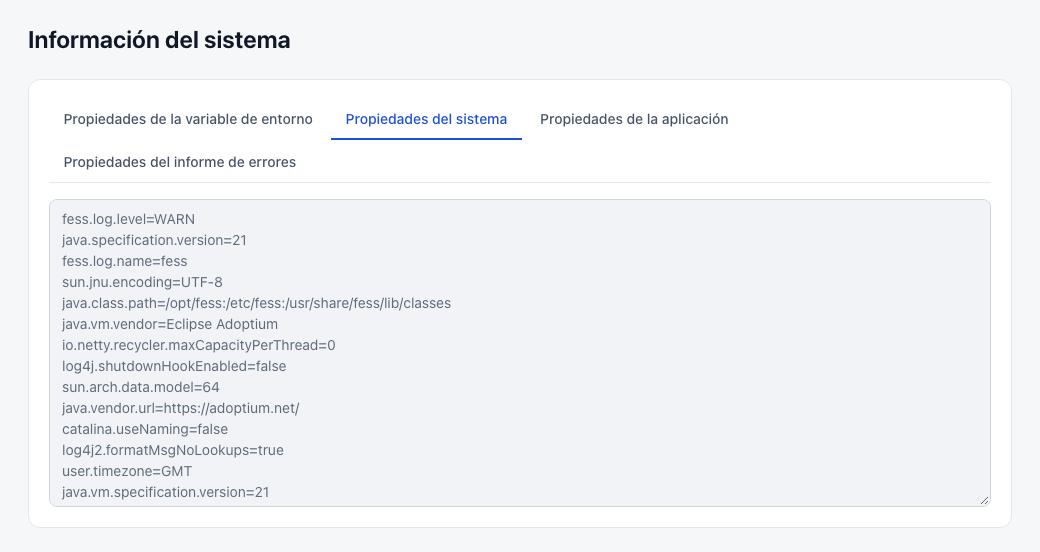 Información del sistema
Propiedades de la variable de entorno
Propiedades del sistema
Propiedades de la aplicación
Propiedades del informe de errores
fess.log.level=WARN
java.specification.version=21
fess.log.name=fess
sun.jnu.encoding=UTF-8
java.class.path=/opt/fess:/etc/fess:/usr/share/fess/lib/classes
java.vm.vendor=Eclipse Adoptium
io.netty.recycler.maxCapacityPerThread=0
log4j.shutdownHookEnabled=false
sun.arch.data.model=64
java.vendor.url=https://adoptium.net/
catalina.useNaming=false
log4j2.formatMsgNoLookups=true
user.timezone=GMT
java.vm.specification.version=21